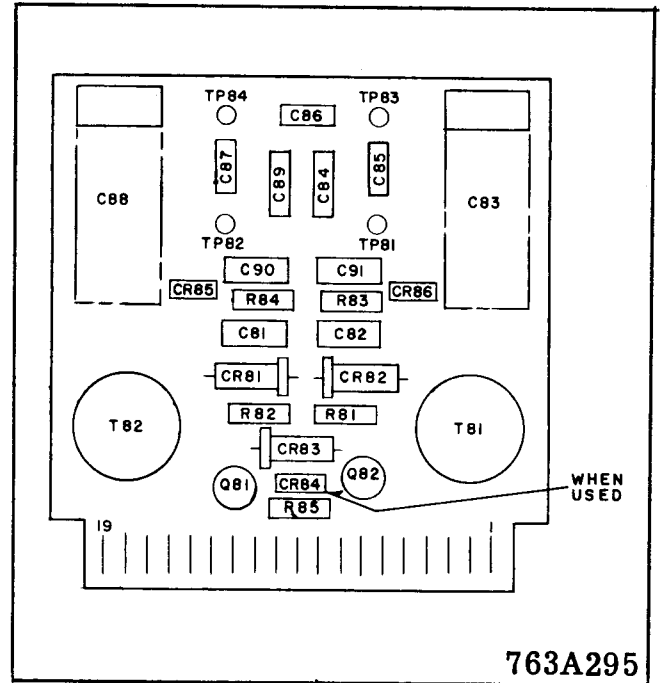 TP84 TP83
C86
C87 C89 C84 C85
C88 C83
TP82 TP81
C90 C91
CR85 CR86
R84 R83
C81 C82
CR81 CR82
R82 R81
T82 T81
CR83
Q81 CR84 Q82
WHEN
USED
R85
19
763A295